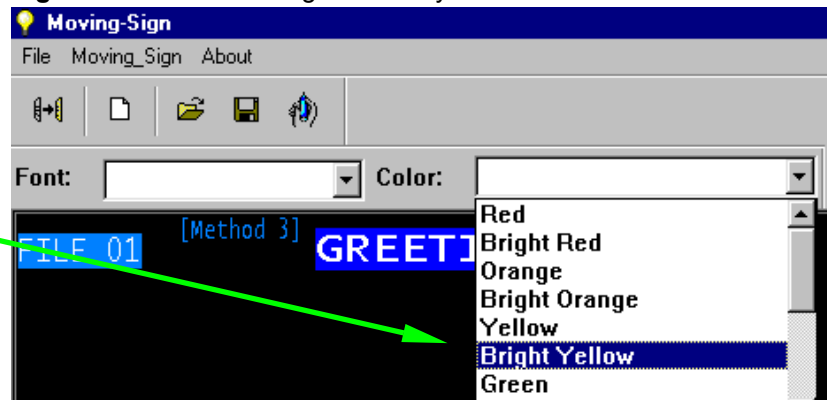 Moving-Sign
File Moving_Sign About
Font: Color:
Red
[Method 3]
FILE 01
Bright Red
Orange
Bright Orange
Yellow
Bright Yellow
Green